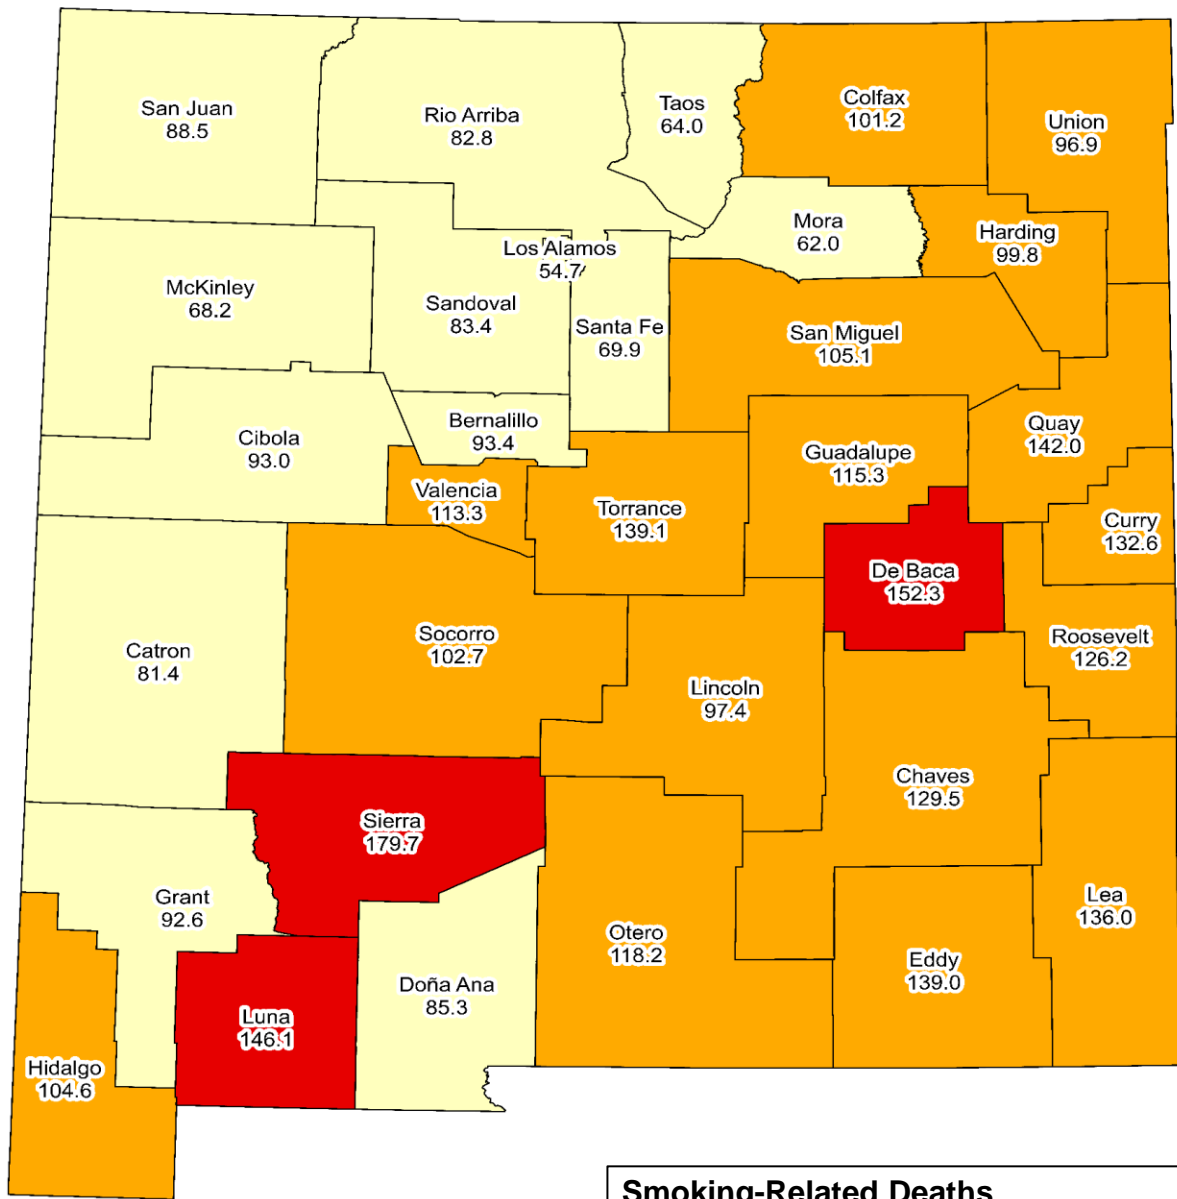 San Juan
88.5
Rio Arriba
82.8
Taos
64.0
Colfax
101.2
Union
96.9
Mora
62.0
Harding
99.8
Los Alamos
54.7
McKinley
68.2
Sandoval
83.4
Santa Fe
69.9
San Miguel
105.1
Bernalillo
93.4
Cibola
93.0
Quay
142.0
Guadalupe
115.3
Valencia
113.3
Torrance
139.1
Curry
132.6
De Baca
152.3
Socorro
102.7
Roosevelt
126.2
Catron
81.4
Lincoln
97.4
Chaves
129.5
Sierra
179.7
Grant
92.6
Lea
136.0
Otero
118.2
Eddy
139.0
Doña Ana
85.3
Luna
146.1
Hidalgo
104.6
Smoking-Related Deaths